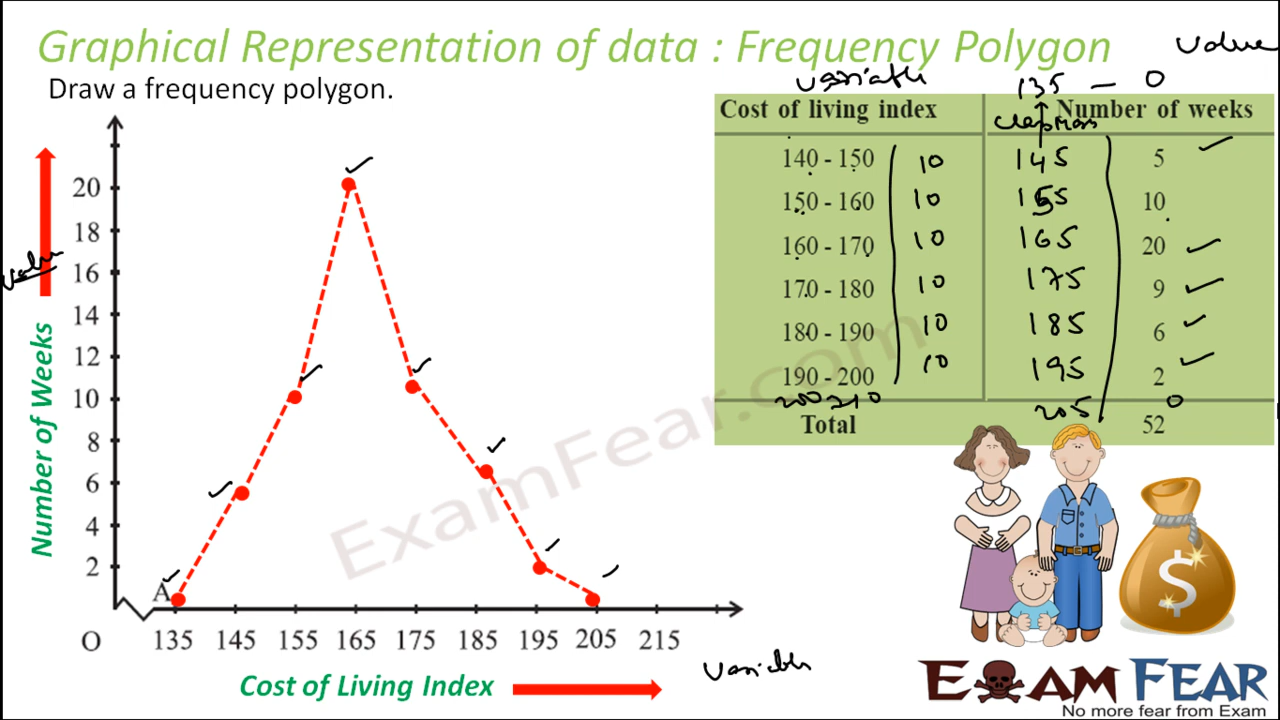 Graphical Representation of data : Frequency Polygon
value
Draw a frequency polygon.
variable 135 — 0
Cost of living index Number of weeks
140 - 150 10 145 5
150 - 160 10 155 10
160 - 170 10 165 20
170 - 180 10 175 9
180 - 190 10 185 6
190 - 200 10 195 2
200 210 205 0
Total 52
20
18
16
14
12
10
8
6
4
2
value
Number of Weeks
A
O 135 145 155 165 175 185 195 205 215
Cost of Living Index
variable
ExamFear.com
$
EXAM FEAR
No more fear from Exam